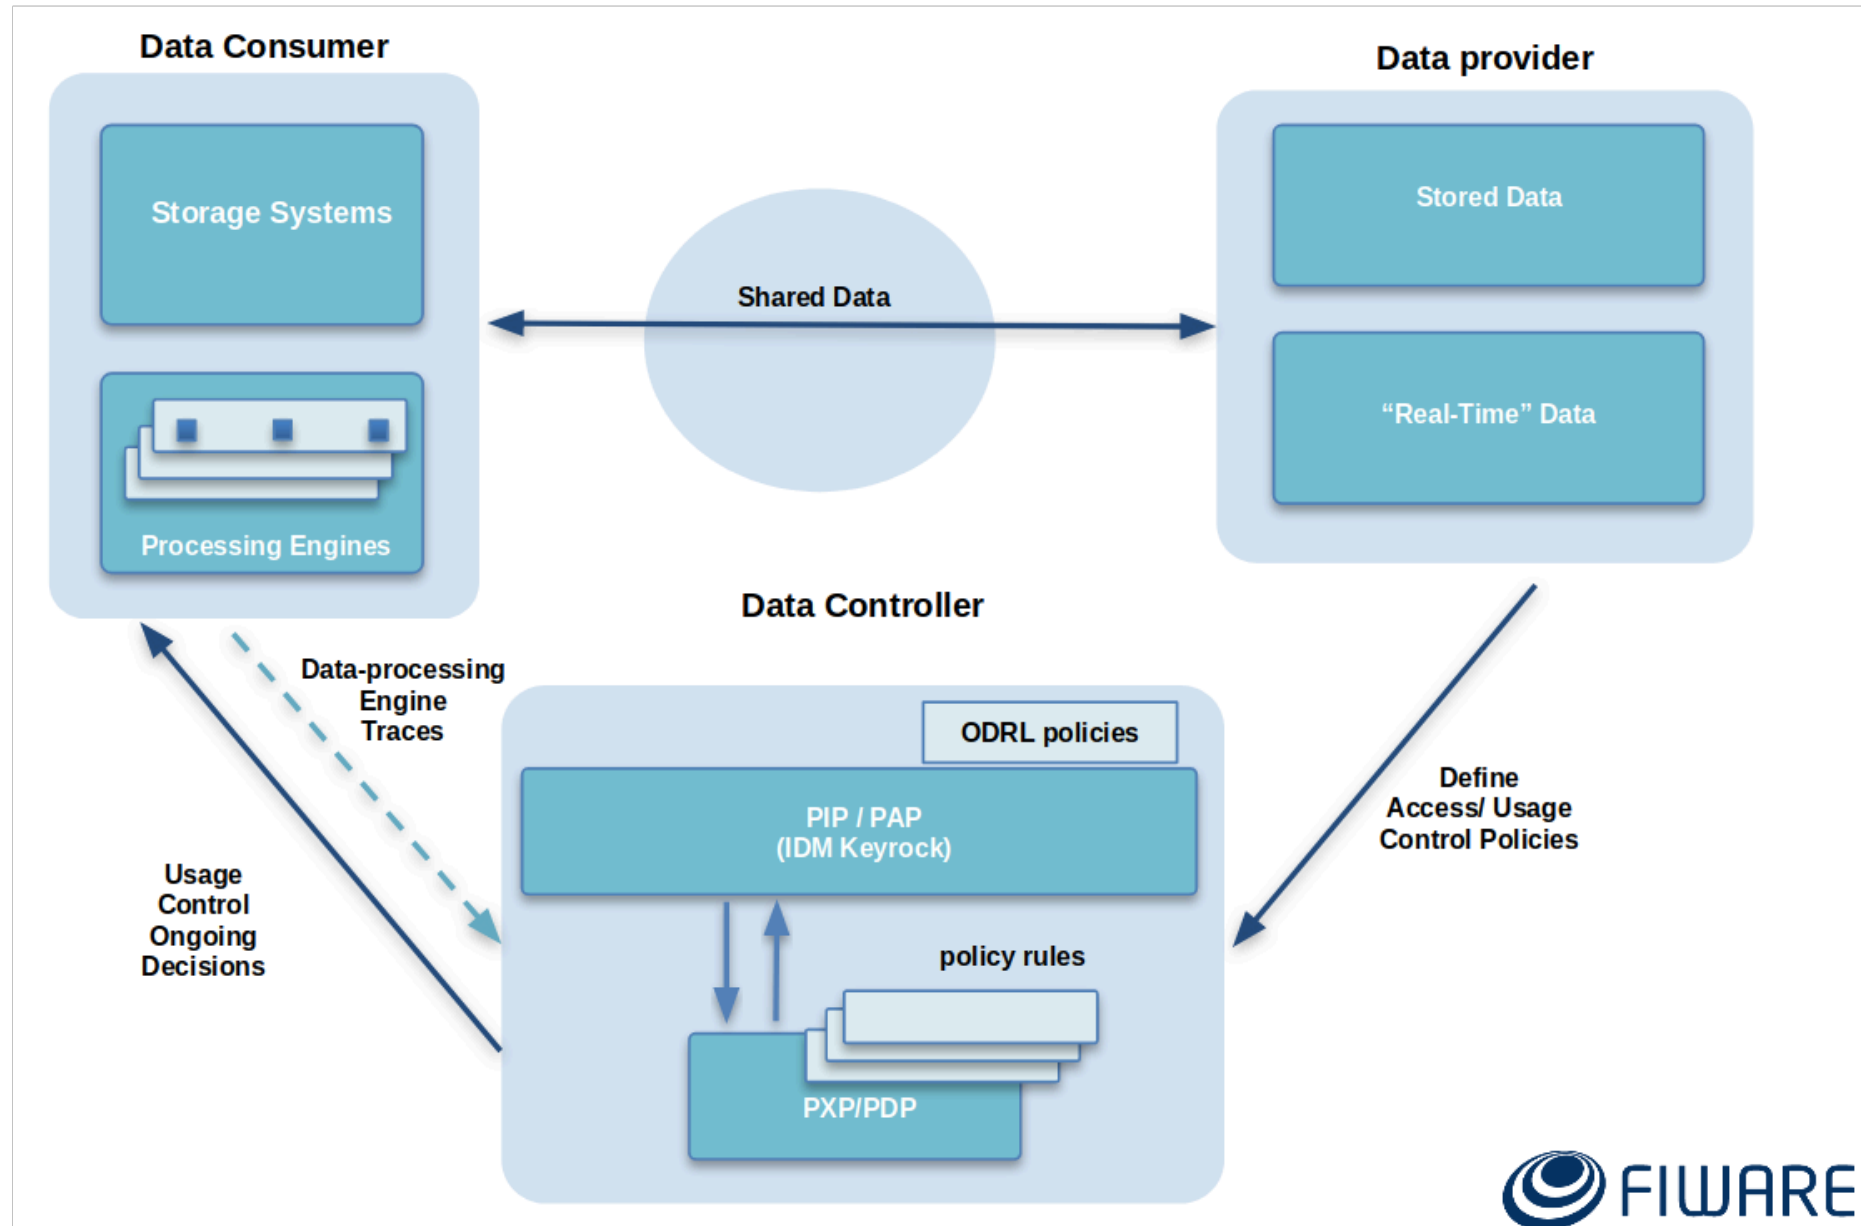 Data Consumer
Data provider
Storage Systems
Stored Data
Shared Data
“Real-Time” Data
Processing Engines
Data Controller
Data-processing
Engine
Traces
ODRL policies
Define
Access/ Usage
Control Policies
PIP / PAP
(IDM Keyrock)
Usage
Control
Ongoing
Decisions
policy rules
PXP/PDP
FIWARE